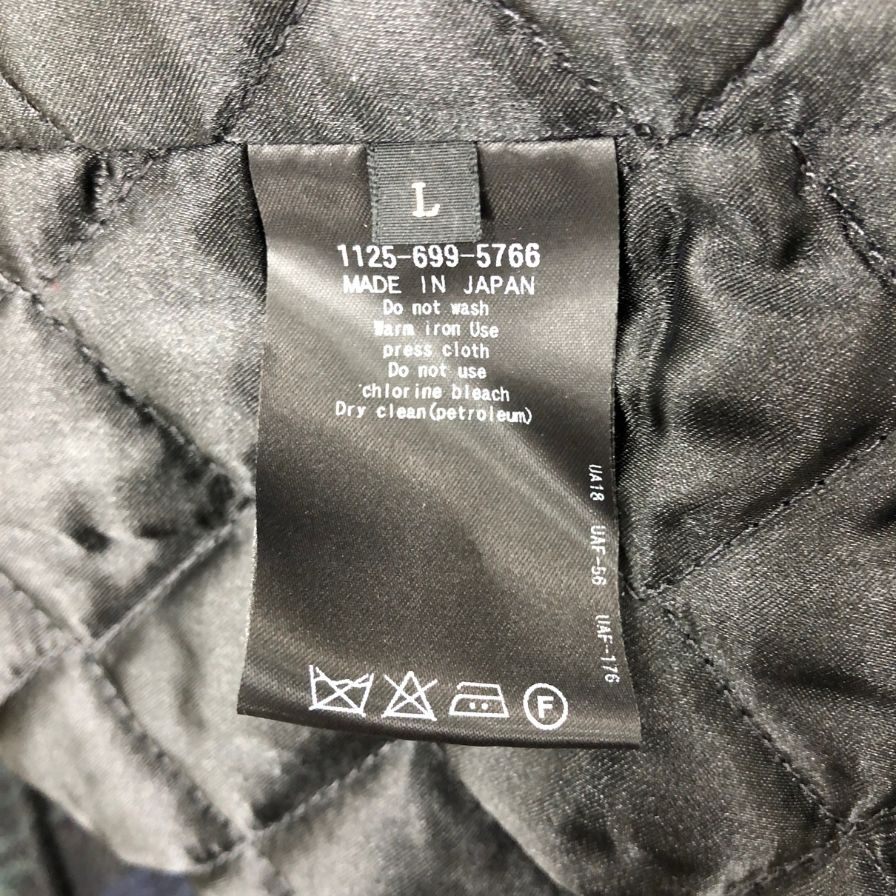 L
1125-699-5766
MADE IN JAPAN
Do not wash
Warm iron Use
press cloth
Do not use
chlorine bleach
Dry clean(petroleum)
UA18 UAF-56 UAF-176
F